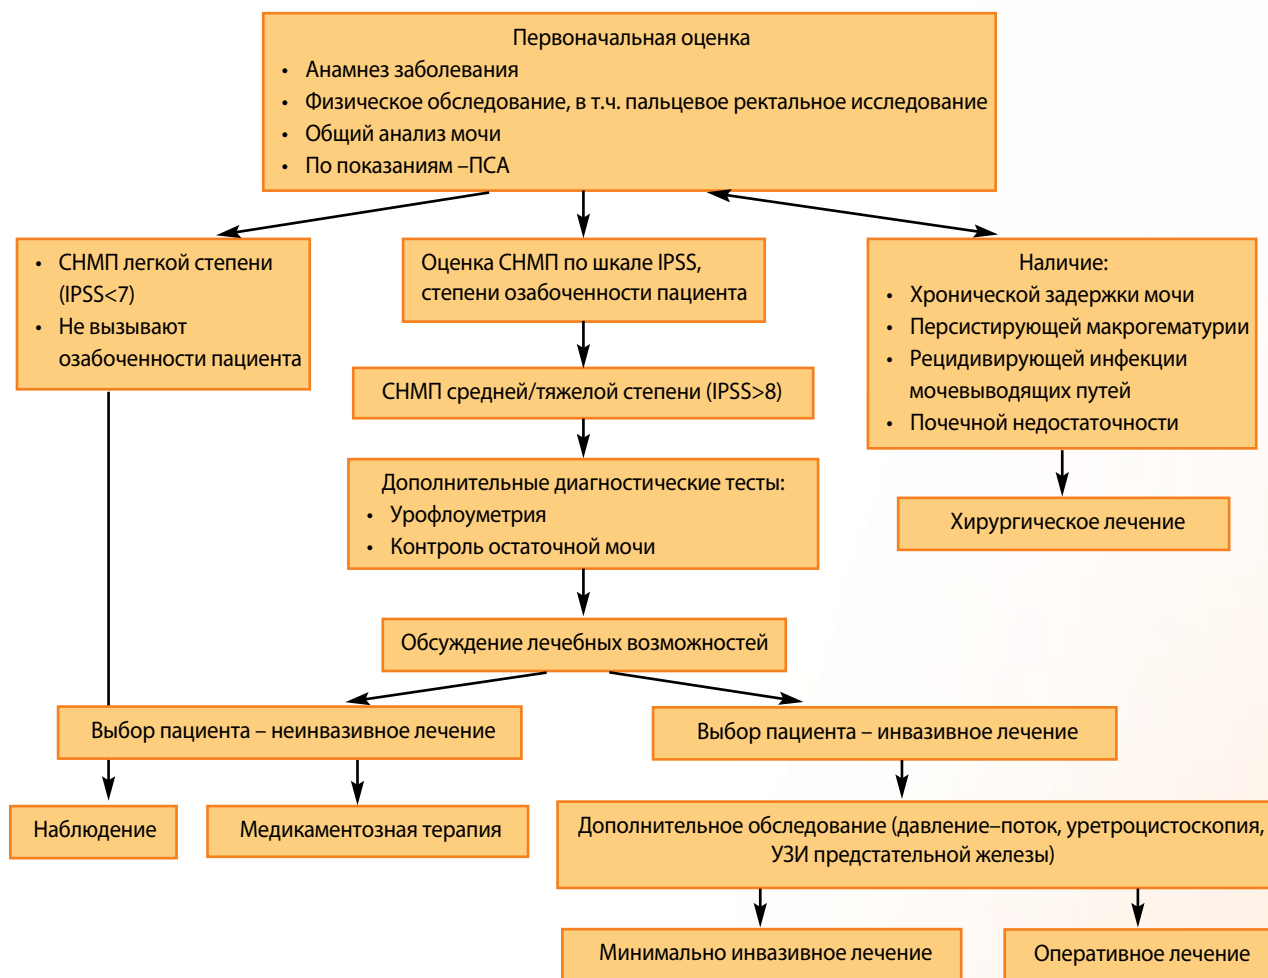 Первоначальная оценка
• Анамнез заболевания
• Физическое обследование, в т.ч. пальцевое ректальное исследование
• Общий анализ мочи
• По показаниям –ПСА
• СНМП легкой степени
(IPSS<7)
• Не вызывают
озабоченности пациента
Оценка СНМП по шкале IPSS,
степени озабоченности пациента
Наличие:
• Хронической задержки мочи
• Персистирующей макрогематурии
• Рецидивирующей инфекции
мочевыводящих путей
• Почечной недостаточности
СНМП средней/тяжелой степени (IPSS>8)
Дополнительные диагностические тесты:
• Урофлоуметрия
• Контроль остаточной мочи
Хирургическое лечение
Обсуждение лечебных возможностей
Выбор пациента – неинвазивное лечение
Выбор пациента – инвазивное лечение
Наблюдение
Медикаментозная терапия
Дополнительное обследование (давление–поток, уретроцистоскопия,
УЗИ предстательной железы)
Минимально инвазивное лечение
Оперативное лечение